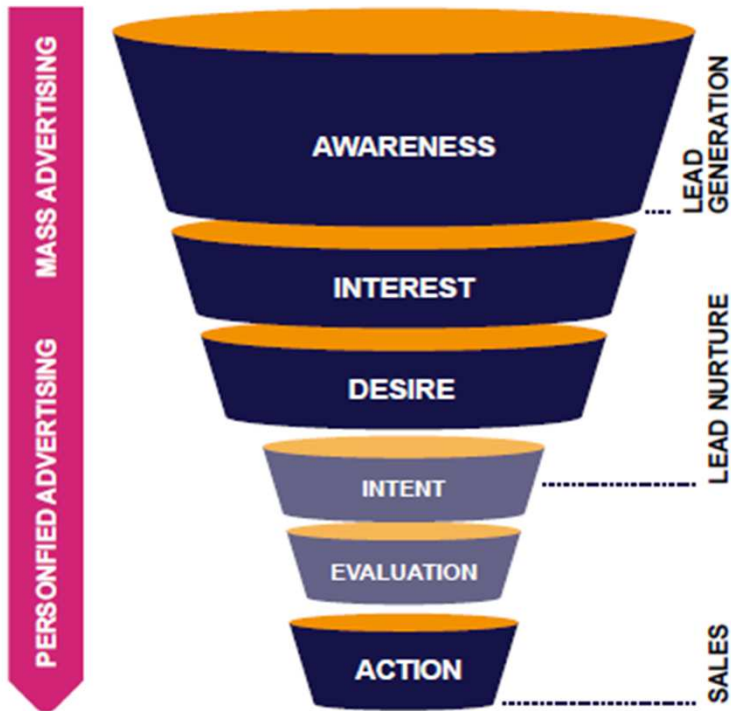 MASS ADVERTISING
PERSONFIED ADVERTISING
AWARENESS
INTEREST
DESIRE
INTENT
EVALUATION
ACTION
LEAD
GENERATION
LEAD NURTURE
SALES